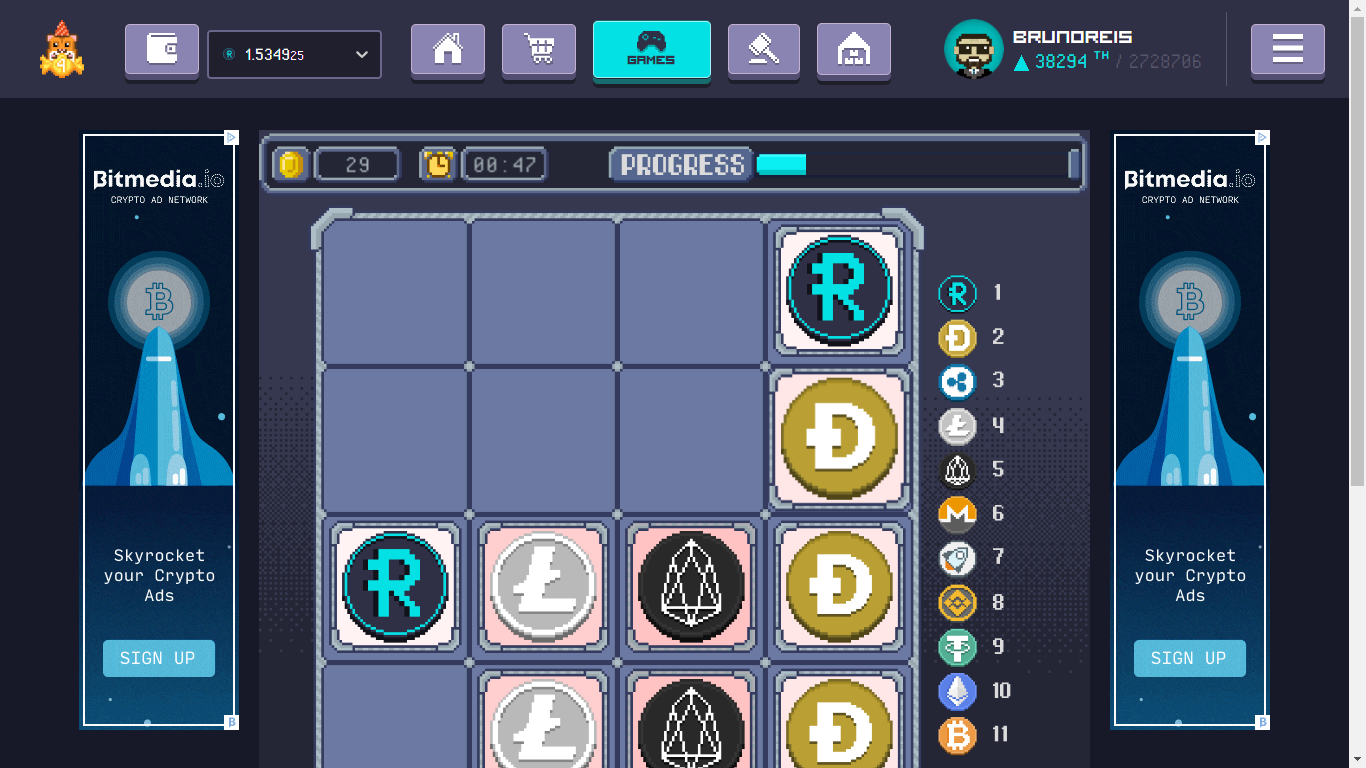 1.534925
GAMES
BRUNOREIS
38294 TH / 2728706
29
00:47
PROGRESS
Bitmedia.io
CRYPTO AD NETWORK
Skyrocket
your Crypto
Ads
SIGN UP
1
2
3
4
5
6
7
8
9
10
11
Bitmedia.io
CRYPTO AD NETWORK
Skyrocket
your Crypto
Ads
SIGN UP